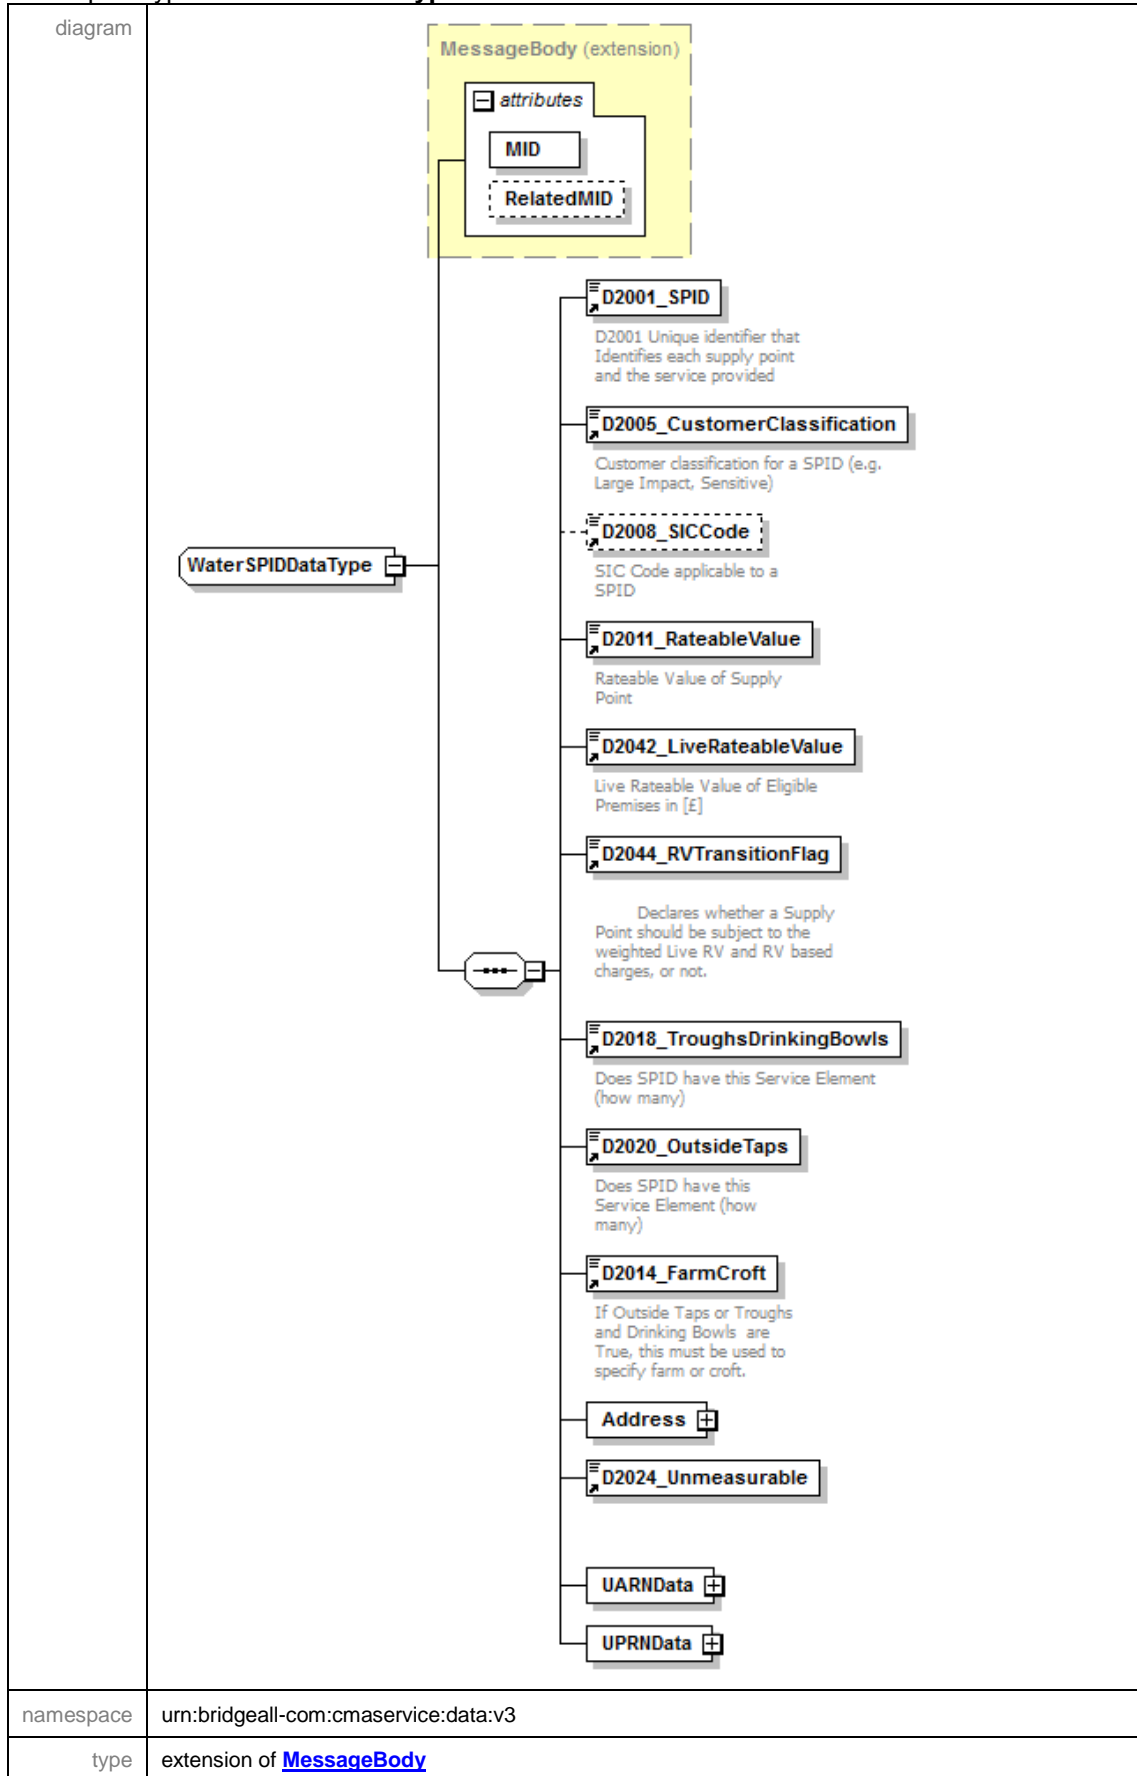 diagram
MessageBody (extension)
attributes
MID
RelatedMID
D2001_SPID
D2001 Unique identifier that
Identifies each supply point
and the service provided
D2005_CustomerClassification
Customer classification for a SPID (e.g.
Large Impact, Sensitive)
D2008_SICCode
SIC Code applicable to a
SPID
WaterSPIDDataType
D2011_RateableValue
Rateable Value of Supply
Point
D2042_LiveRateableValue
Live Rateable Value of Eligible
Premises in [£]
D2044_RVTransitionFlag
Declares whether a Supply
Point should be subject to the
weighted Live RV and RV based
charges, or not.
D2018_TroughsDrinkingBowls
Does SPID have this Service Element
(how many)
D2020_OutsideTaps
Does SPID have this
Service Element (how
many)
D2014_FarmCroft
If Outside Taps or Troughs
and Drinking Bowls are
True, this must be used to
specify farm or croft.
Address
D2024_Unmeasurable
UARNData
UPRNData
namespace urn:bridgeall-com:cmaservice:data:v3
type extension of MessageBody